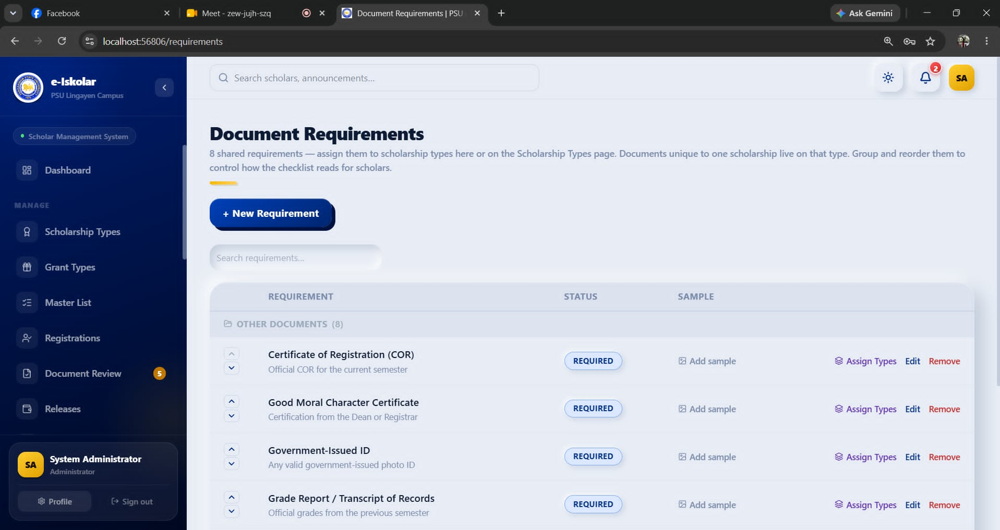 Facebook
Meet - zew-jujh-szq
Document Requirements | PSU
Ask Gemini
localhost:56806/requirements
e-Iskolar
PSU Lingayen Campus
Scholar Management System
Dashboard
MANAGE
Scholarship Types
Grant Types
Master List
Registrations
Document Review
5
Releases
SA
System Administrator
Administrator
Profile
Sign out
Search scholars, announcements...
2
SA
Document Requirements
8 shared requirements — assign them to scholarship types here or on the Scholarship Types page. Documents unique to one scholarship live on that type. Group and reorder them to
control how the checklist reads for scholars.
+ New Requirement
Search requirements...
REQUIREMENT STATUS SAMPLE
OTHER DOCUMENTS (8)
Certificate of Registration (COR)
Official COR for the current semester
REQUIRED
Add sample
Assign Types Edit Remove
Good Moral Character Certificate
Certification from the Dean or Registrar
REQUIRED
Add sample
Assign Types Edit Remove
Government-Issued ID
Any valid government-issued photo ID
REQUIRED
Add sample
Assign Types Edit Remove
Grade Report / Transcript of Records
Official grades from the previous semester
REQUIRED
Add sample
Assign Types Edit Remove